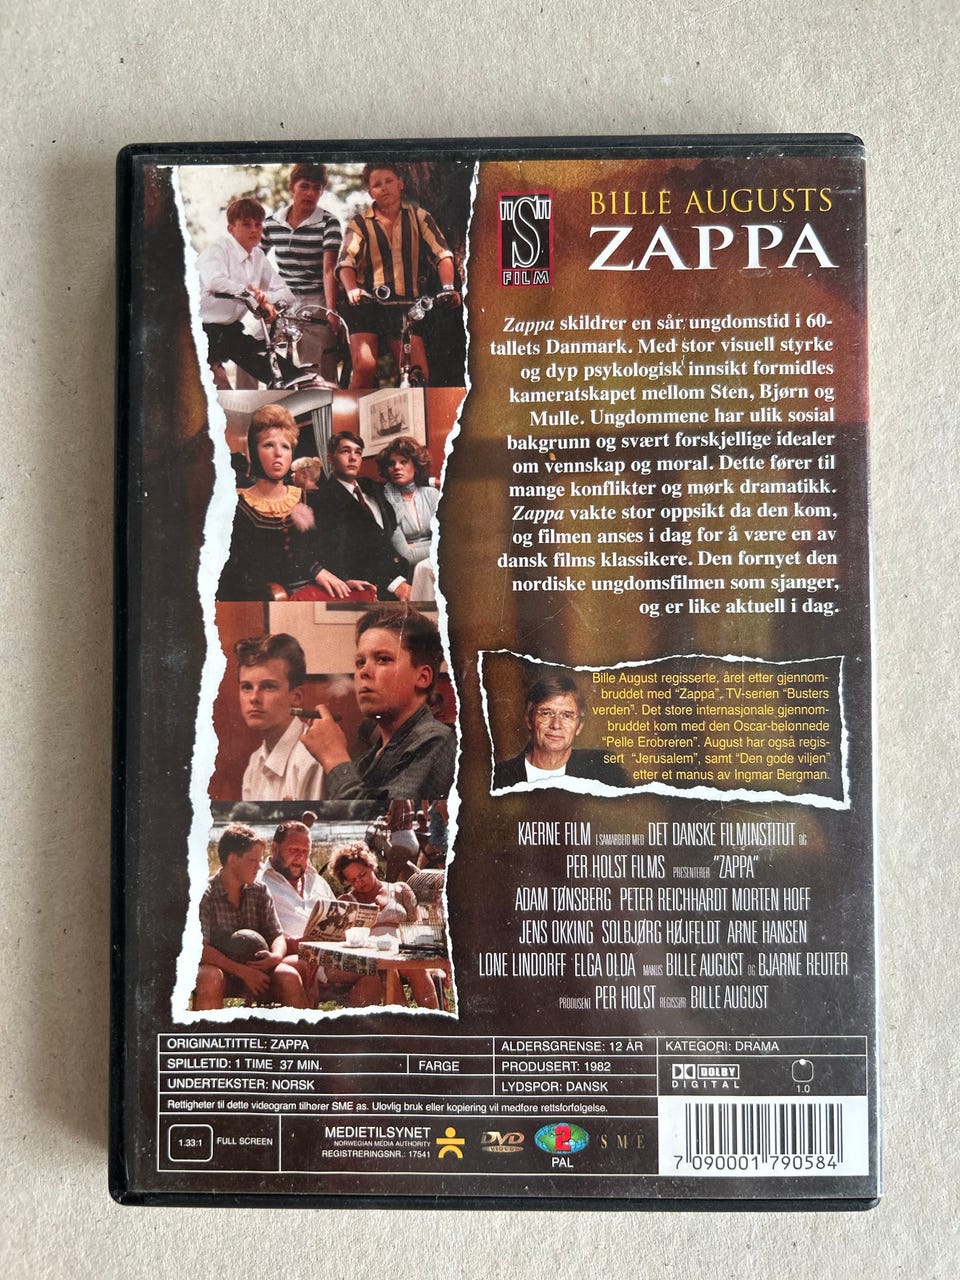 "S"
FILM
BILLE AUGUSTS
ZAPPA
Zappa skildrer en sår ungdomstid i 60-
tallets Danmark. Med stor visuell styrke
og dyp psykologisk innsikt formidles
kameratskapet mellom Sten, Bjørn og
Mulle. Ungdommene har ulik sosial
bakgrunn og svært forskjellige idealer
om vennskap og moral. Dette fører til
mange konflikter og mørk dramatikk.
Zappa vakte stor oppsikt da den kom,
og filmen anses i dag for å være en av
dansk films klassikere. Den fornyet den
nordiske ungdomsfilmen som sjanger,
og er like aktuell i dag.
Bille August regisserte, året etter gjennom-
bruddet med "Zappa", TV-serien "Busters
verden". Det store internasjonale gjennom-
bruddet kom med den Oscar-belønnede
"Pelle Erobreren". August har også regis-
sert "Jerusalem", samt "Den gode viljen"
etter et manus av Ingmar Bergman.
KAERNE FILM I SAMARBEID MED DET DANSKE FILMINSTITUT OG
PER HOLST FILMS PRESENTERER "ZAPPA"
ADAM TØNSBERG PETER REICHHARDT MORTEN HOFF
JENS OKKING SOLBJØRG HØJFELDT ARNE HANSEN
LONE LINDORFF ELGA OLDA MANUS BILLE AUGUST OG BJARNE REUTER
PRODUSENT PER HOLST REGISSØR BILLE AUGUST
ORIGINALTITTEL: ZAPPA
ALDERSGRENSE: 12 ÅR
KATEGORI: DRAMA
SPILLETID: 1 TIME 37 MIN.
FARGE
PRODUSERT: 1982
UNDERTEKSTER: NORSK
LYDSPOR: DANSK
DOLBY
DIGITAL
1.0
Rettigheter til dette videogram tilhører SME as. Ulovlig bruk eller kopiering vil medføre rettsforfølgelse.
1.33:1
FULL SCREEN
MEDIETILSYNET
NORWEGIAN MEDIA AUTHORITY
REGISTRERINGSNR.: 17541
DVD
VIDEO
2
PAL
SME
7 090001 790584